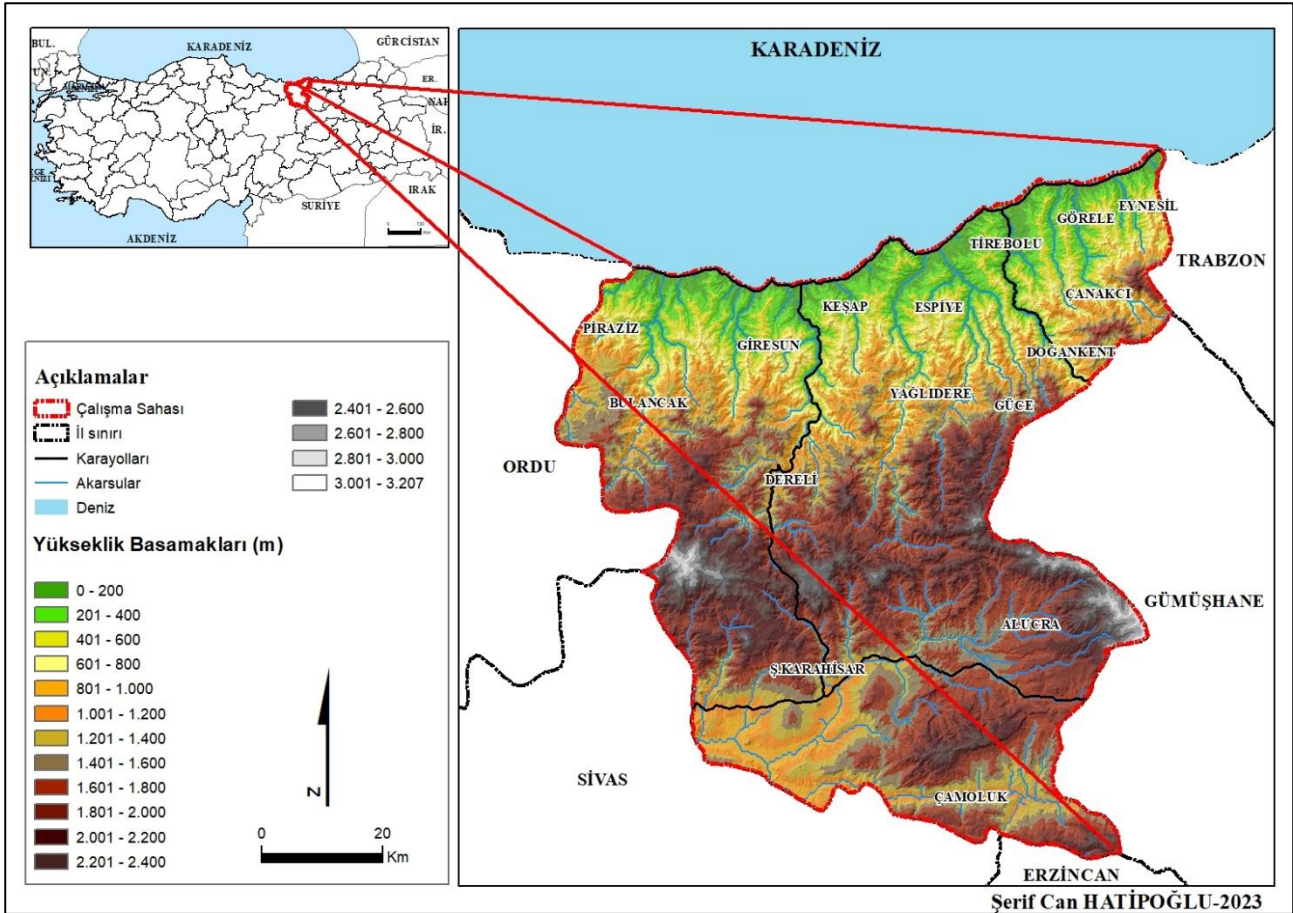 BUL.
YUN.
KARADENİZ
GÜRCİSTAN
ER.
NAH
İR.
EGE
DENİZİ
IRAK
SURİYE
AKDENİZ
0
KARADENİZ
EYNESİL
GÖRELE
TİREBOLU
TRABZON
ÇANAKCI
KEŞAP
ESPİYE
PİRAZİZ
GİRESUN
DOĞANKENT
YAĞLIDERE
GÜCE
BULANCAK
ORDU
DERELİ
GÜMÜŞHANE
ALUCRA
Ş.KARAHİSAR
SİVAS
ÇAMOLUK
ERZİNCAN
Açıklamalar
Çalışma Sahası
İl sınırı
Karayolları
Akarsular
Deniz
2.401 - 2.600
2.601 - 2.800
2.801 - 3.000
3.001 - 3.207
Yükseklik Basamakları (m)
0 - 200
201 - 400
401 - 600
601 - 800
801 - 1.000
1.001 - 1.200
1.201 - 1.400
1.401 - 1.600
1.601 - 1.800
1.801 - 2.000
2.001 - 2.200
2.201 - 2.400
N
0 20
Km
Şerif Can HATİPOĞLU-2023